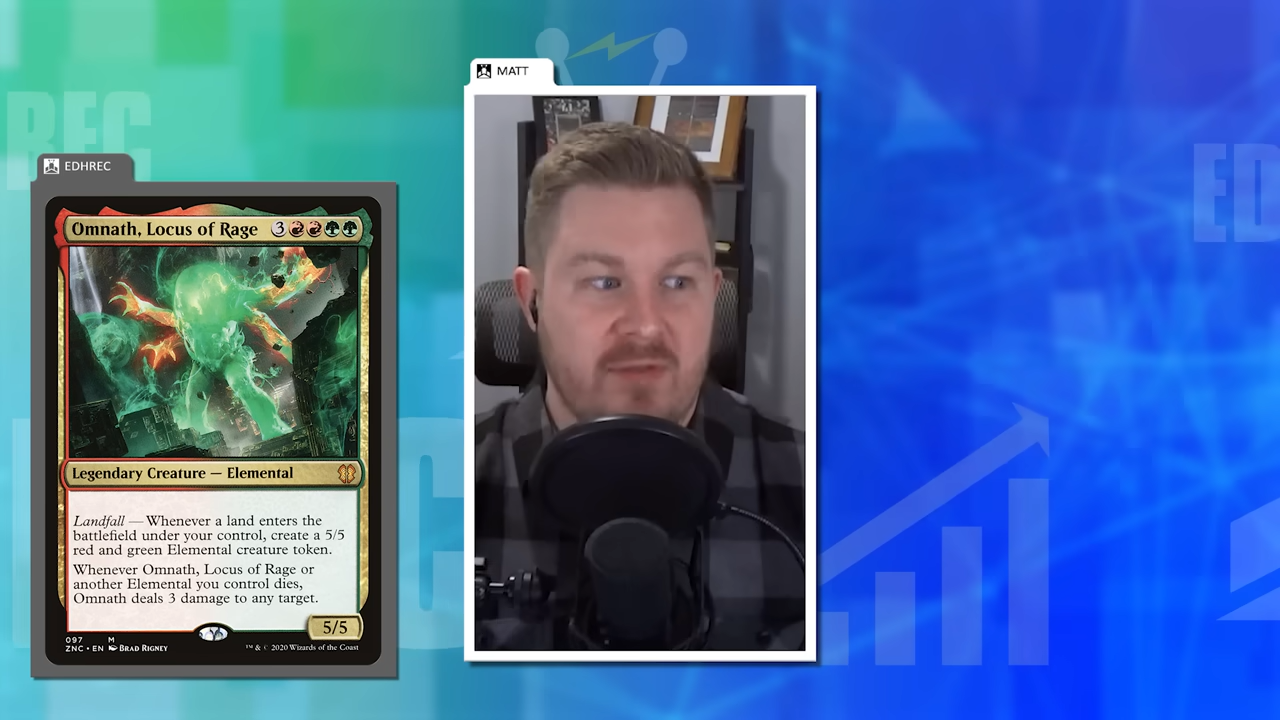 MATT
REC
EDHREC
Omnath, Locus of Rage 3
Legendary Creature — Elemental
Landfall — Whenever a land enters the
battlefield under your control, create a 5/5
red and green Elemental creature token.
Whenever Omnath, Locus of Rage or
another Elemental you control dies,
Omnath deals 3 damage to any target.
5/5
097 M
ZNC • EN BRAD RIGNEY
™ & © 2020 Wizards of the Coast
ED